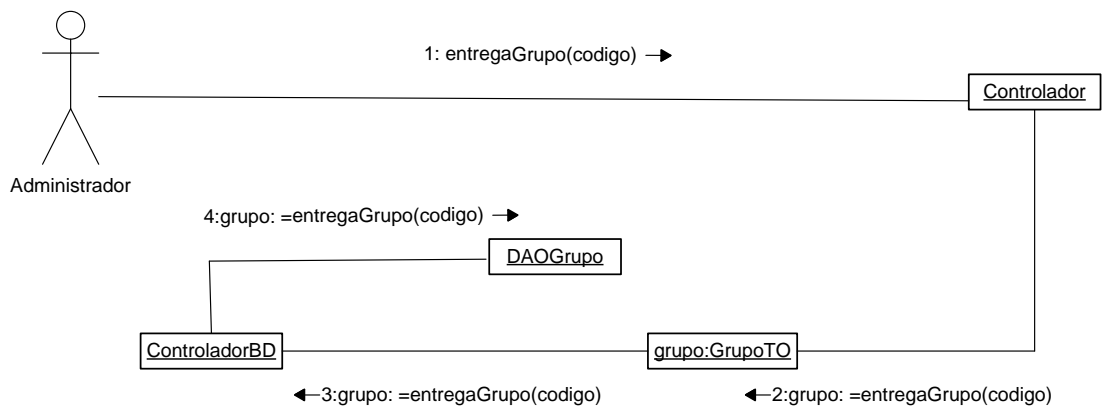 1: entregaGrupo(codigo)
Controlador
Administrador
4:grupo: =entregaGrupo(codigo)
DAOGrupo
ControladorBD
grupo:GrupoTO
3:grupo: =entregaGrupo(codigo)
2:grupo: =entregaGrupo(codigo)